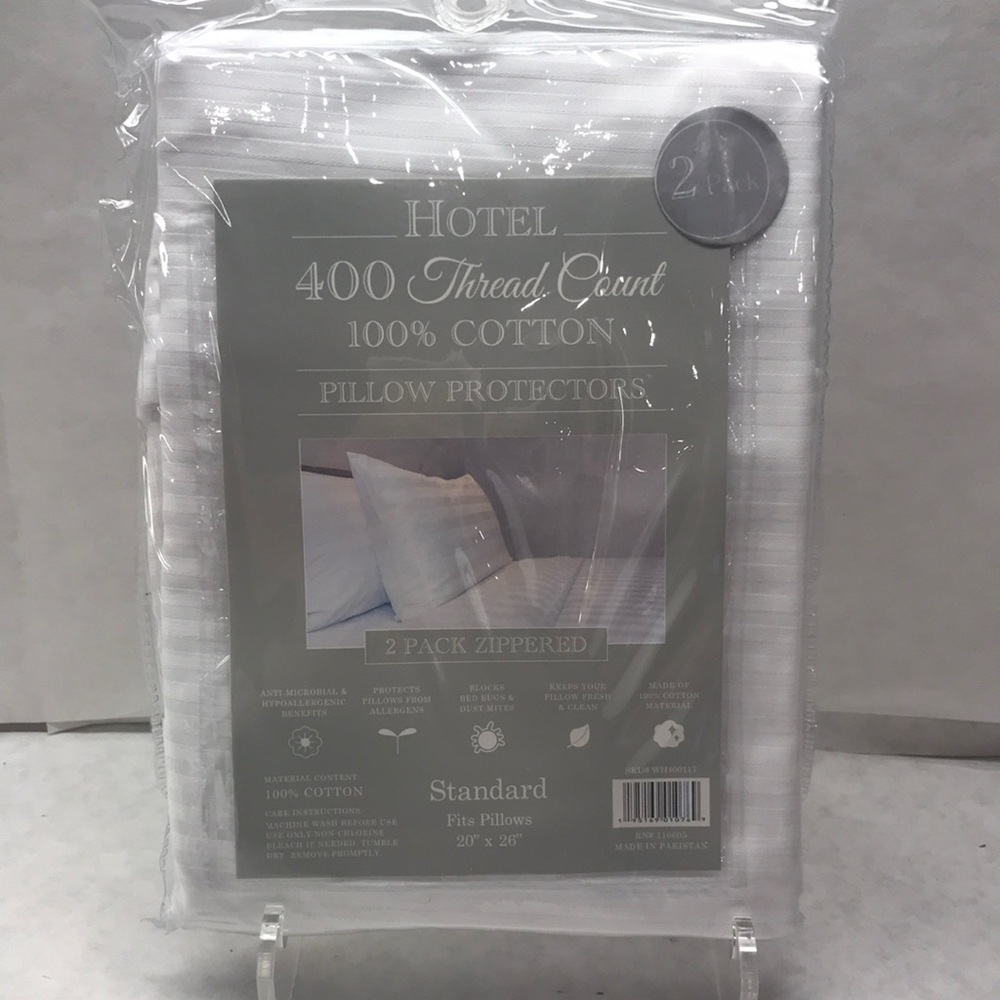 2 Pack
HOTEL
400 Thread Count
100% COTTON
PILLOW PROTECTORS
2 PACK ZIPPERED
ANTI-MICROBIAL &
HYPOALLERGENIC
BENEFITS
PROTECTS
PILLOWS FROM
ALLERGENS
BLOCKS
BED BUGS &
DUST MITES
KEEPS YOUR
PILLOW FRESH
& CLEAN
MADE OF
100% COTTON
MATERIAL
MATERIAL CONTENT
100% COTTON
CARE INSTRUCTIONS:
MACHINE WASH BEFORE USE
USE ONLY NON-CHLORINE
BLEACH IF NEEDED. TUMBLE
DRY. REMOVE PROMPTLY.
Standard
Fits Pillows
20" x 26"
SKU#
RN#
MADE IN PAKISTAN